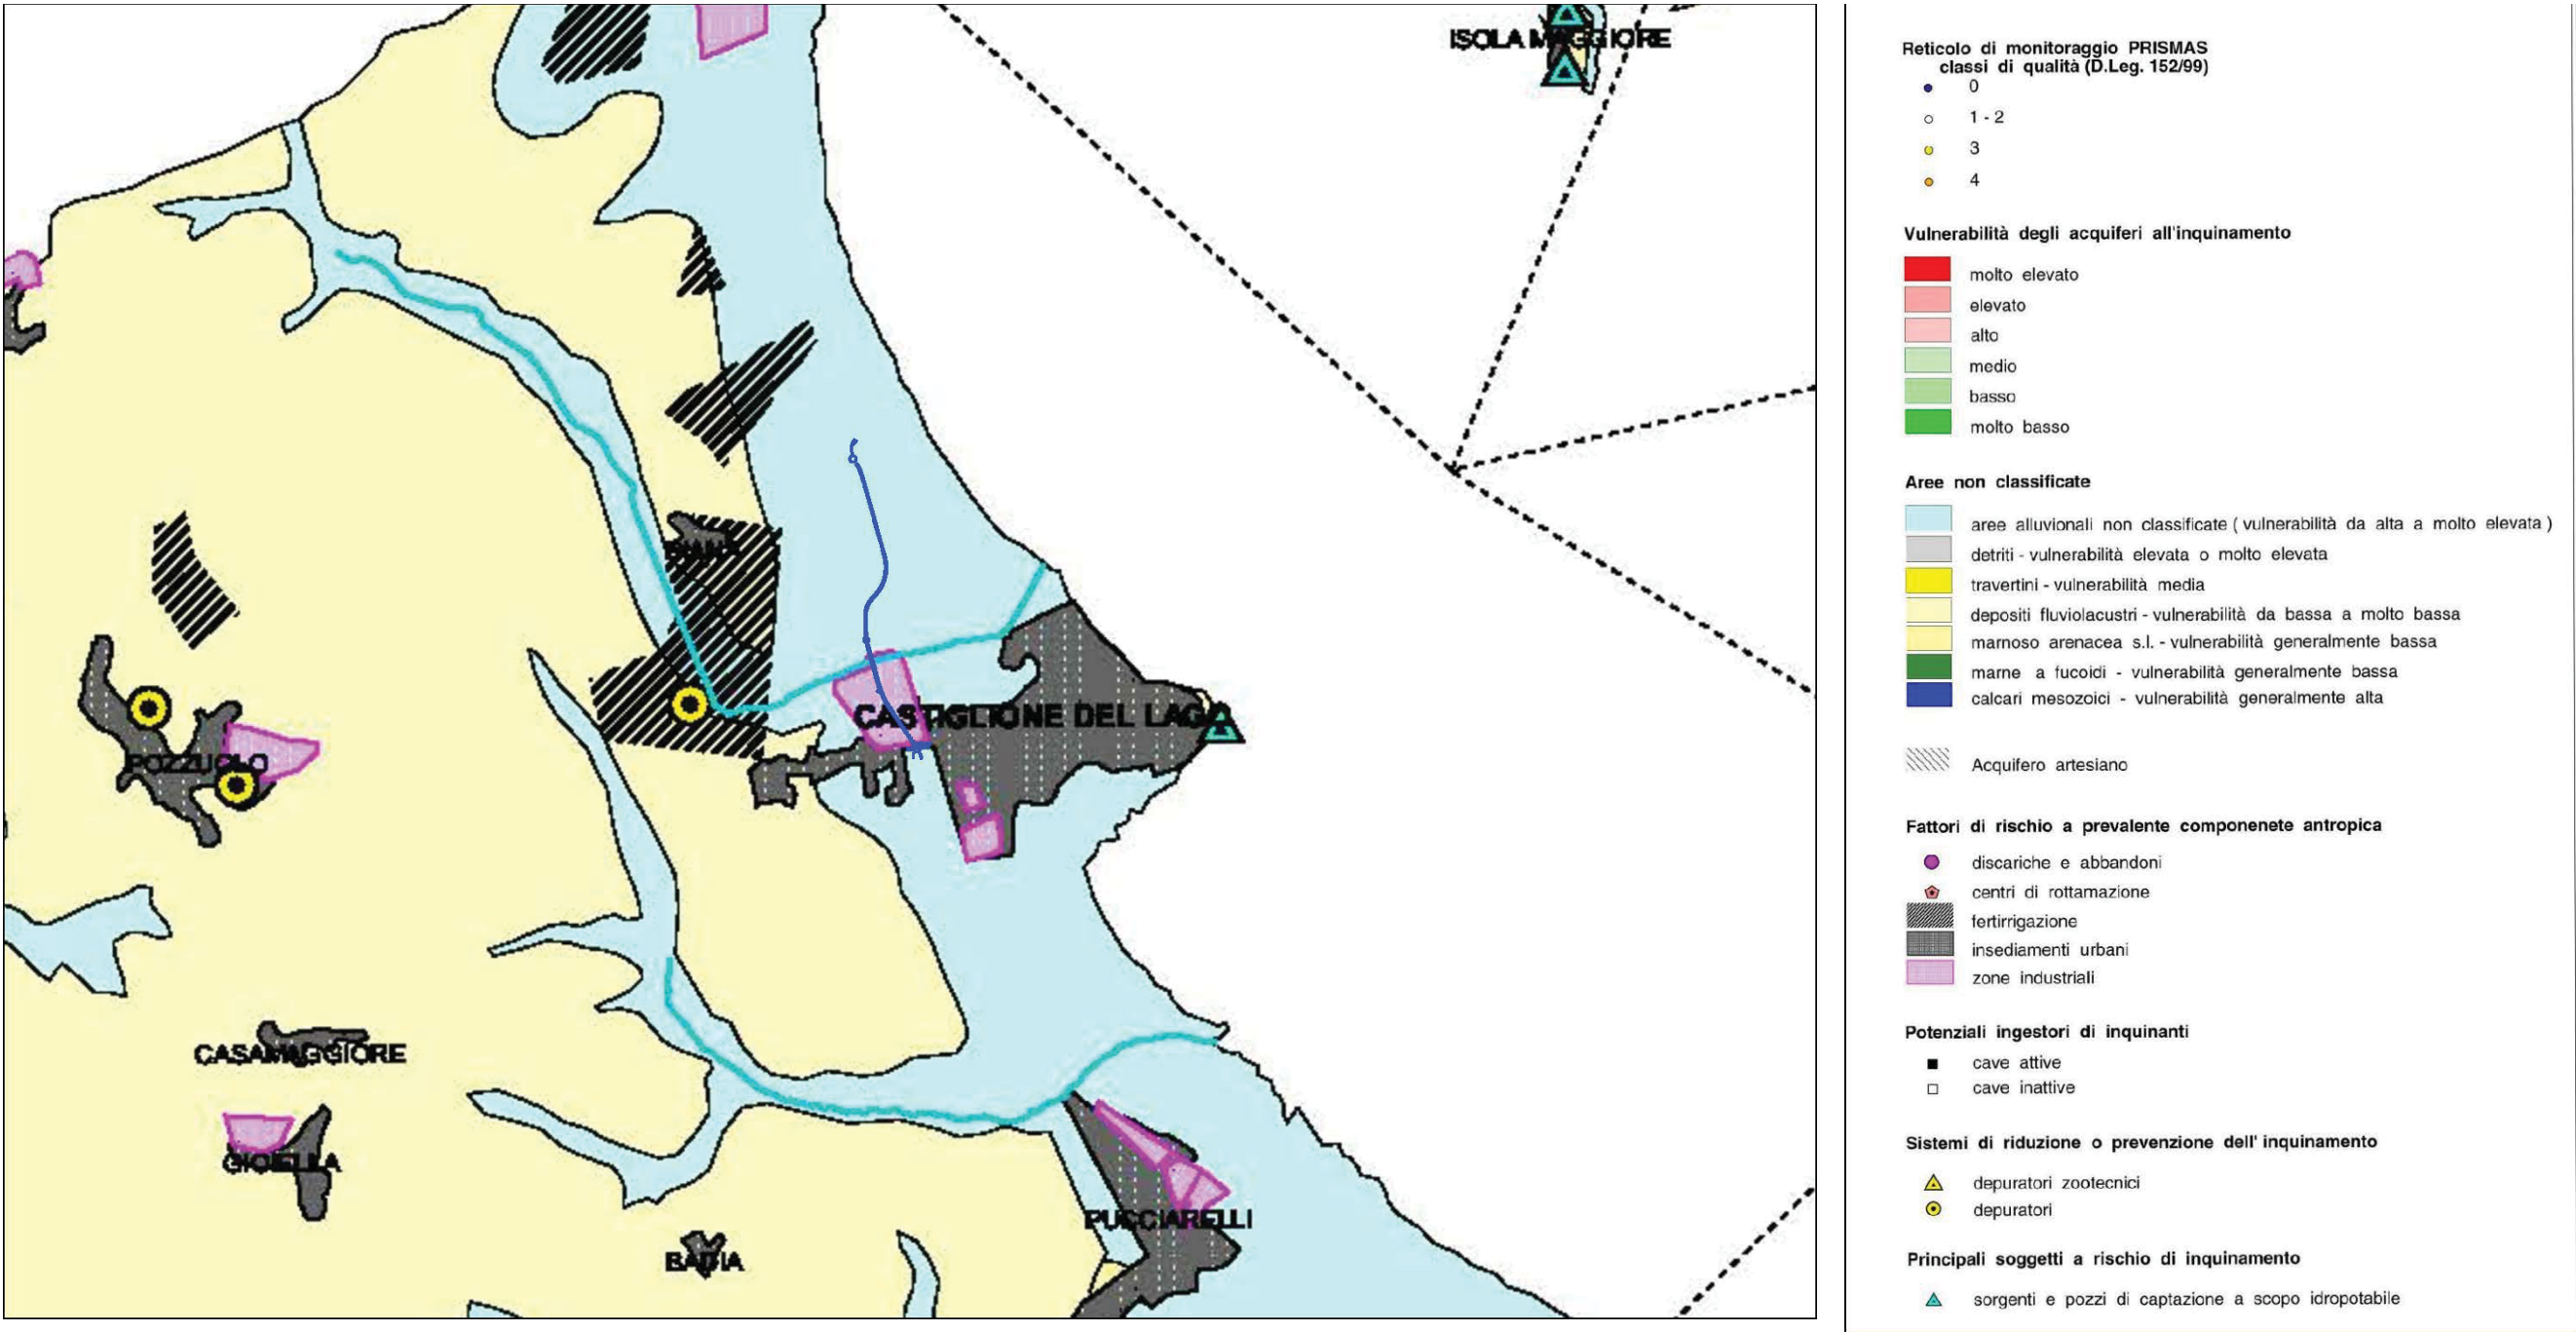 ISOLA MAGGIORE
PIANA
CASTIGLIONE DEL LAGO
POZZUOLO
CASAMAGGIORE
GIOIELLA
PUCCIARELLI
BADIA
Reticolo di monitoraggio PRISMAS
classi di qualità (D.Leg. 152/99)
0
1 - 2
3
4
Vulnerabilità degli acquiferi all'inquinamento
molto elevato
elevato
alto
medio
basso
molto basso
Aree non classificate
aree alluvionali non classificate ( vulnerabilità da alta a molto elevata )
detriti - vulnerabilità elevata o molto elevata
travertini - vulnerabilità media
depositi fluviolacustri - vulnerabilità da bassa a molto bassa
marnoso arenacea s.l. - vulnerabilità generalmente bassa
marne a fucoidi - vulnerabilità generalmente bassa
calcari mesozoici - vulnerabilità generalmente alta
Acquifero artesiano
Fattori di rischio a prevalente componenete antropica
discariche e abbandoni
centri di rottamazione
fertirrigazione
insediamenti urbani
zone industriali
Potenziali ingestori di inquinanti
cave attive
cave inattive
Sistemi di riduzione o prevenzione dell' inquinamento
depuratori zootecnici
depuratori
Principali soggetti a rischio di inquinamento
sorgenti e pozzi di captazione a scopo idropotabile